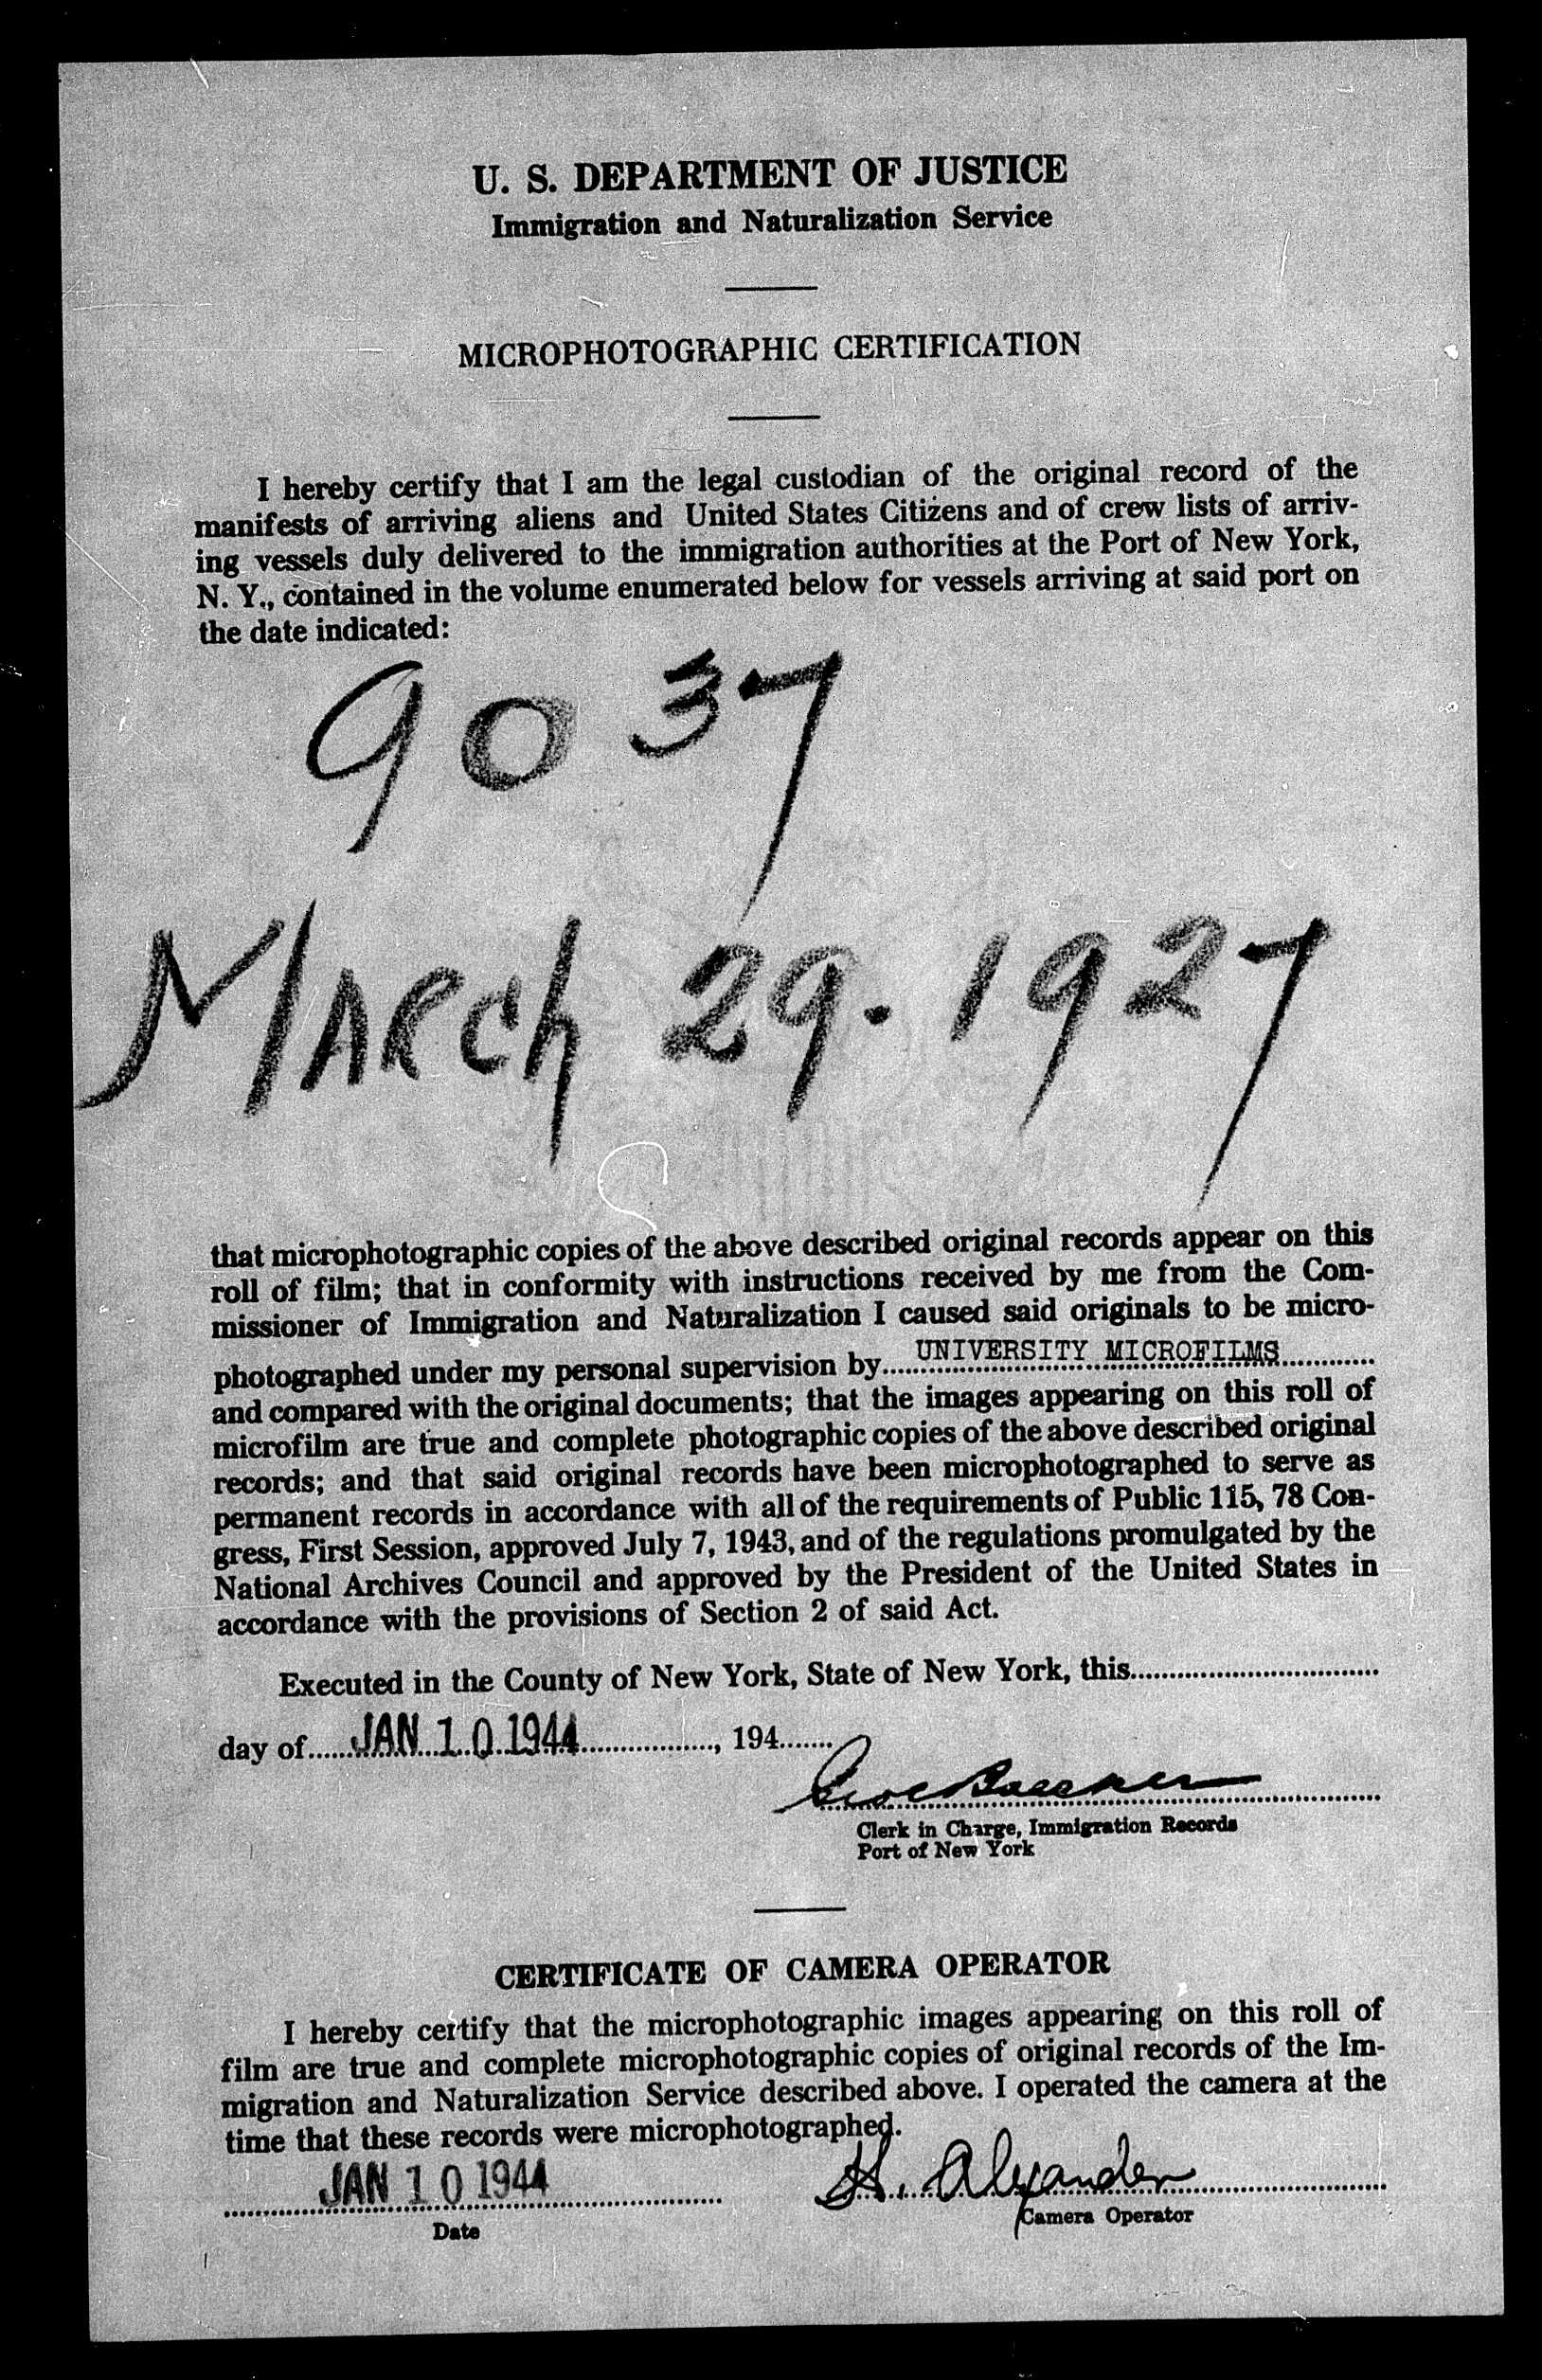 U. S. DEPARTMENT OF JUSTICE
Immigration and Naturalization Service
MICROPHOTOGRAPHIC CERTIFICATION
I hereby certify that I am the legal custodian of the original record of the
manifests of arriving aliens and United States Citizens and of crew lists of arriv-
ing vessels duly delivered to the immigration authorities at the Port of New York,
N. Y., contained in the volume enumerated below for vessels arriving at said port on
the date indicated:
9037
MARch 29. 1927
that microphotographic copies of the above described original records appear on this
roll of film; that in conformity with instructions received by me from the Com-
missioner of Immigration and Naturalization I caused said originals to be micro-
photographed under my personal supervision by UNIVERSITY MICROFILMS
and compared with the original documents; that the images appearing on this roll of
microfilm are true and complete photographic copies of the above described original
records; and that said original records have been microphotographed to serve as
permanent records in accordance with all of the requirements of Public 115, 78 Con-
gress, First Session, approved July 7, 1943, and of the regulations promulgated by the
National Archives Council and approved by the President of the United States in
accordance with the provisions of Section 2 of said Act.
Executed in the County of New York, State of New York, this
day of JAN 10 1944, 194
Clerk in Charge, Immigration Records
Port of New York
CERTIFICATE OF CAMERA OPERATOR
I hereby certify that the microphotographic images appearing on this roll of
film are true and complete microphotographic copies of original records of the Im-
migration and Naturalization Service described above. I operated the camera at the
time that these records were microphotographed.
JAN 10 1944 H. Alexander
Date Camera Operator